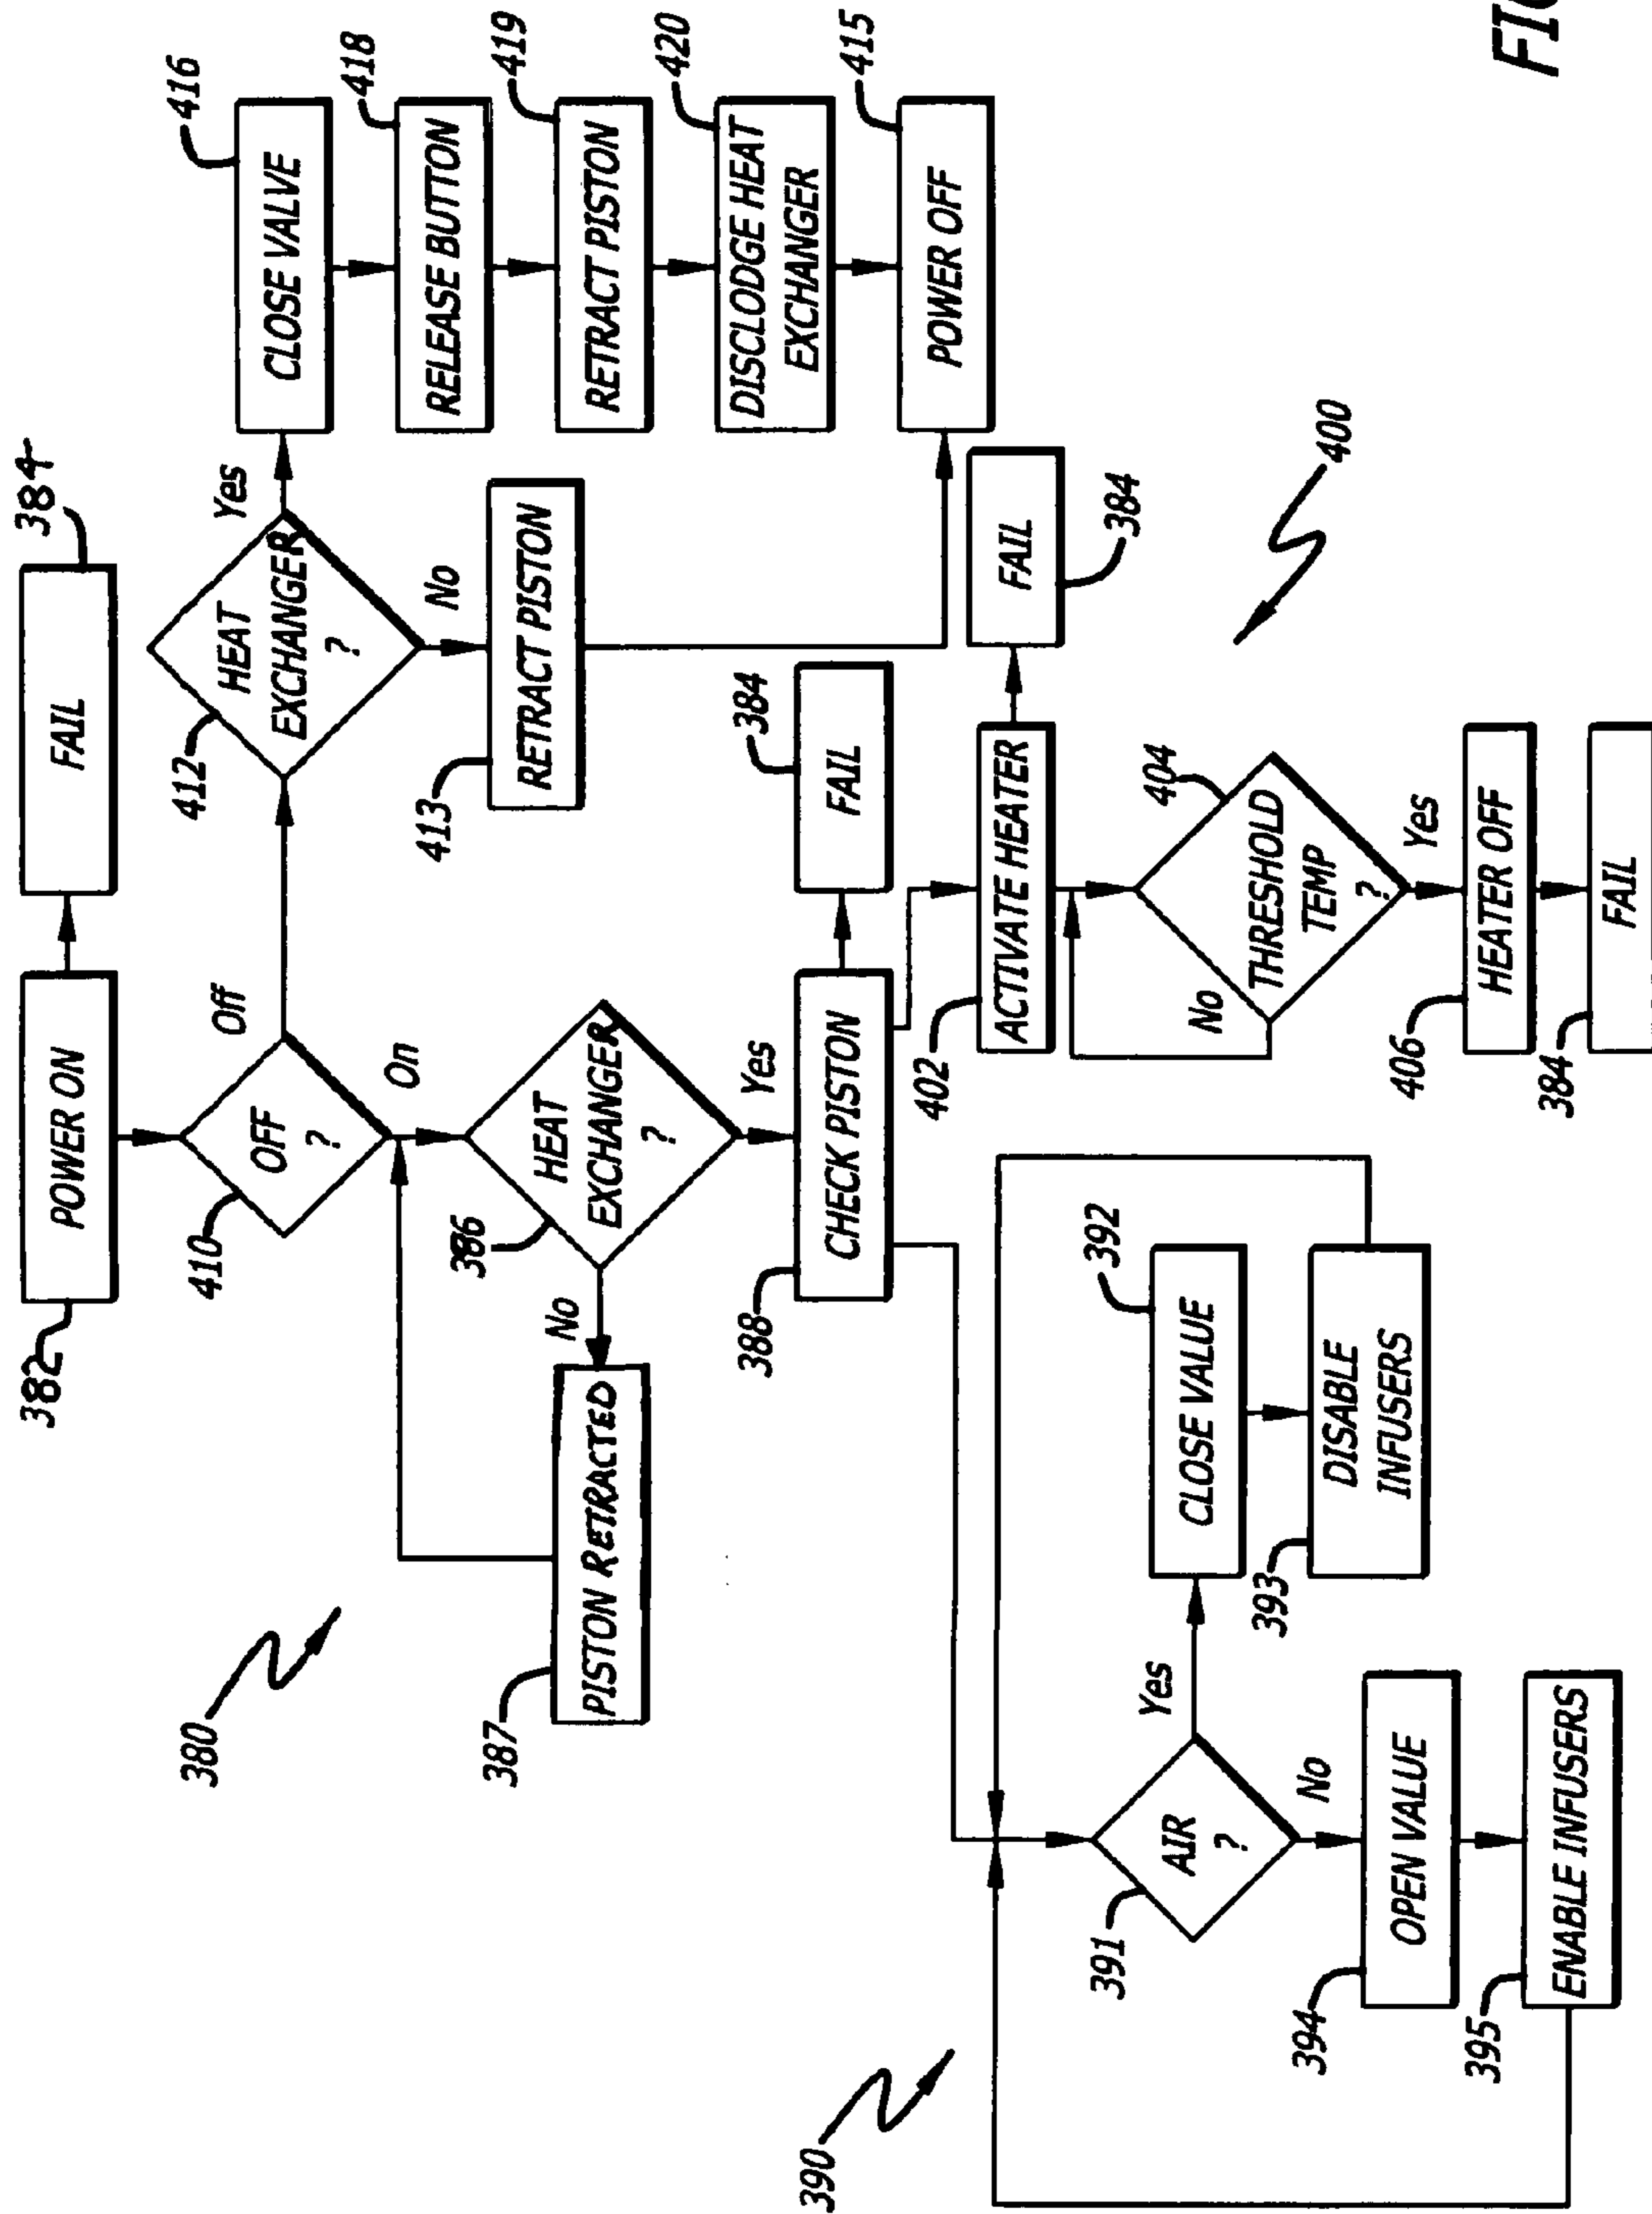 382
POWER ON
FAIL
384
410
OFF
?
Off
On
412
HEAT
EXCHANGER
?
Yes
No
416
CLOSE VALVE
418
RELEASE BUTTON
419
RETRACT PISTON
420
DISCLODGE HEAT
EXCHANGER
415
POWER OFF
413
RETRACT PISTON
380
386
HEAT
EXCHANGER
?
No
Yes
387
PISTON RETRACTED
388
CHECK PISTON
FAIL
384
390
391
AIR
?
Yes
No
392
CLOSE VALUE
393
DISABLE
INFUSERS
394
OPEN VALUE
395
ENABLE INFUSERS
400
402
ACTIVATE HEATER
FAIL
384
404
THRESHOLD
TEMP
?
No
Yes
406
HEATER OFF
384
FAIL